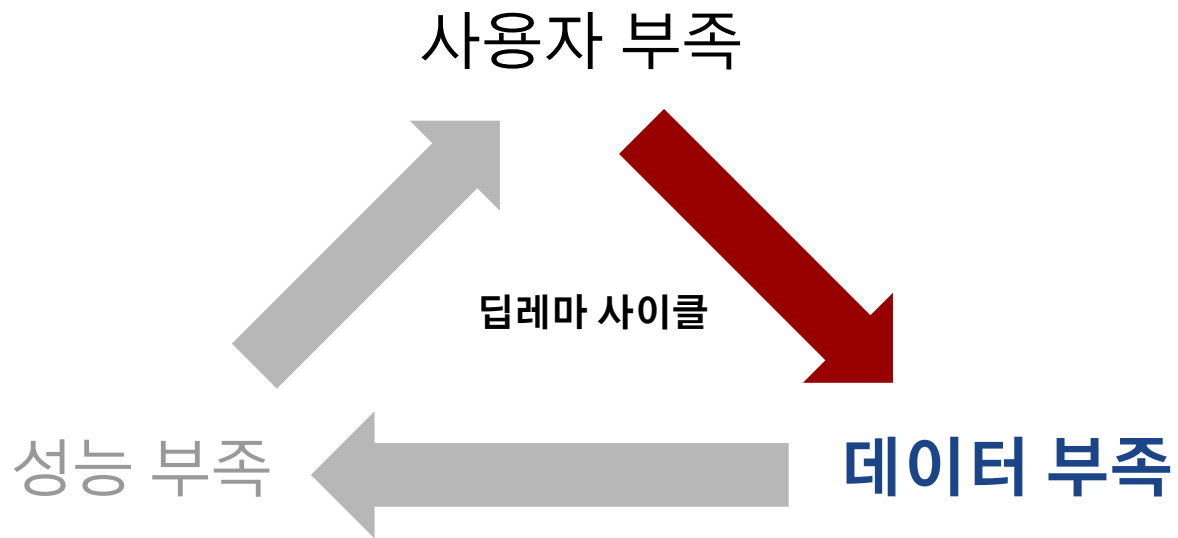 사용자 부족
딥레마 사이클
성능 부족
데이터 부족